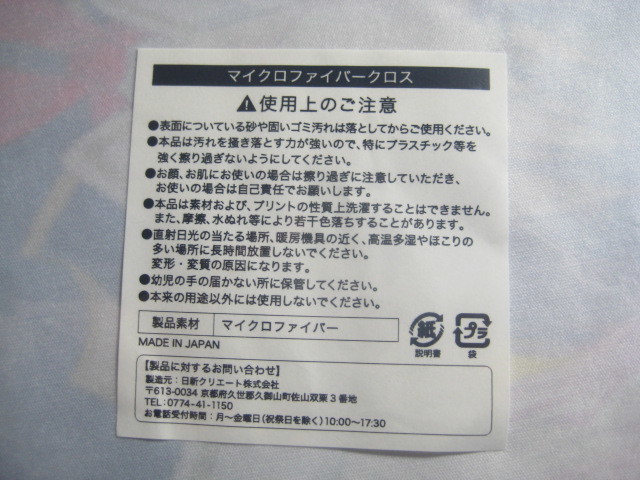 マイクロファイバークロス
⚠使用上のご注意
●表面についている砂や固いゴミ汚れは落としてからご使用ください。
●本品は汚れを掻き落とす力が強いので、特にプラスチック等を
強く擦り過ぎないようにしてください。
●お顔、お肌にお使いの場合は擦り過ぎに注意していただき、
お使いの場合は自己責任でお願いします。
●本品は素材および、プリントの性質上洗濯することはできません。
また、摩擦、水ぬれ等により若干色落ちすることがあります。
●直射日光の当たる場所、暖房機具の近く、高温多湿やほこりの
多い場所に長時間放置しないでください。
変形・変質の原因になります。
●幼児の手の届かない所に保管してください。
●本来の用途以外には使用しないでください。
製品素材 マイクロファイバー
紙 プラ
説明書 袋
MADE IN JAPAN
【製品に対するお問い合わせ】
製造元：日新クリエート株式会社
〒613-0034 京都府久世郡久御山町佐山双栗3番地
TEL：0774-41-1150
お電話受付時間：月～金曜日(祝祭日を除く)10:00～17:30